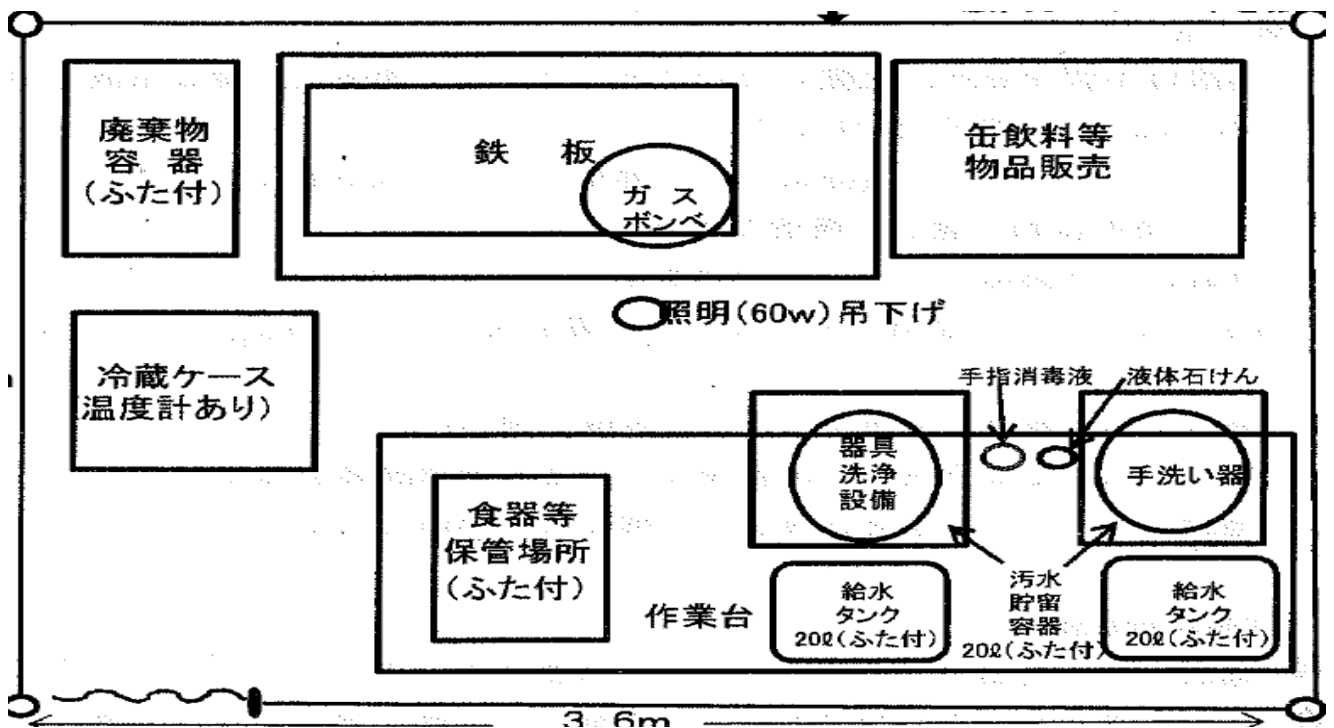 廃棄物
容器
(ふた付)
鉄 板
ガス
ボンベ
缶飲料等
物品販売
照明(60w)吊下げ
冷蔵ケース
(温度計あり)
手指消毒液
液体石けん
器具
洗浄
設備
手洗い器
食器等
保管場所
(ふた付)
作業台
給水
タンク
20ℓ(ふた付)
汚水
貯留
容器
20ℓ(ふた付)
給水
タンク
20ℓ(ふた付)
3.6m